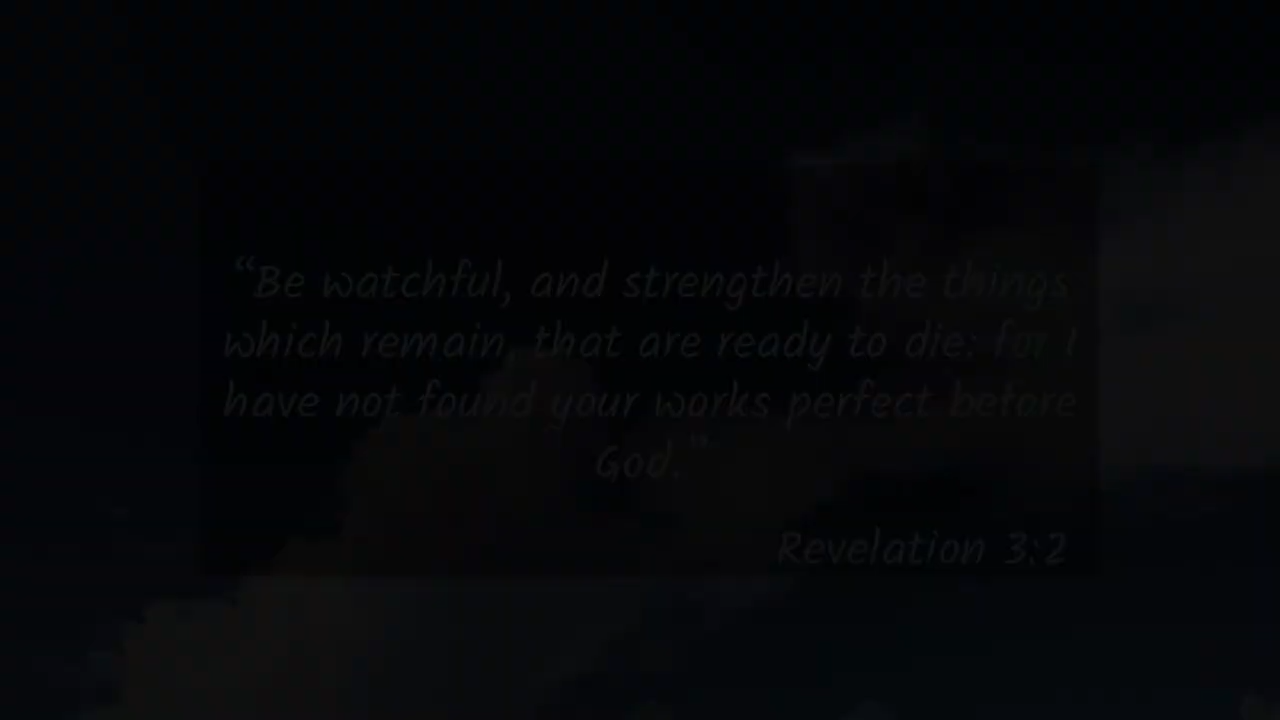 “Be watchful, and strengthen the things
which remain, that are ready to die: for I
have not found your works perfect before
God.”
Revelation 3:2